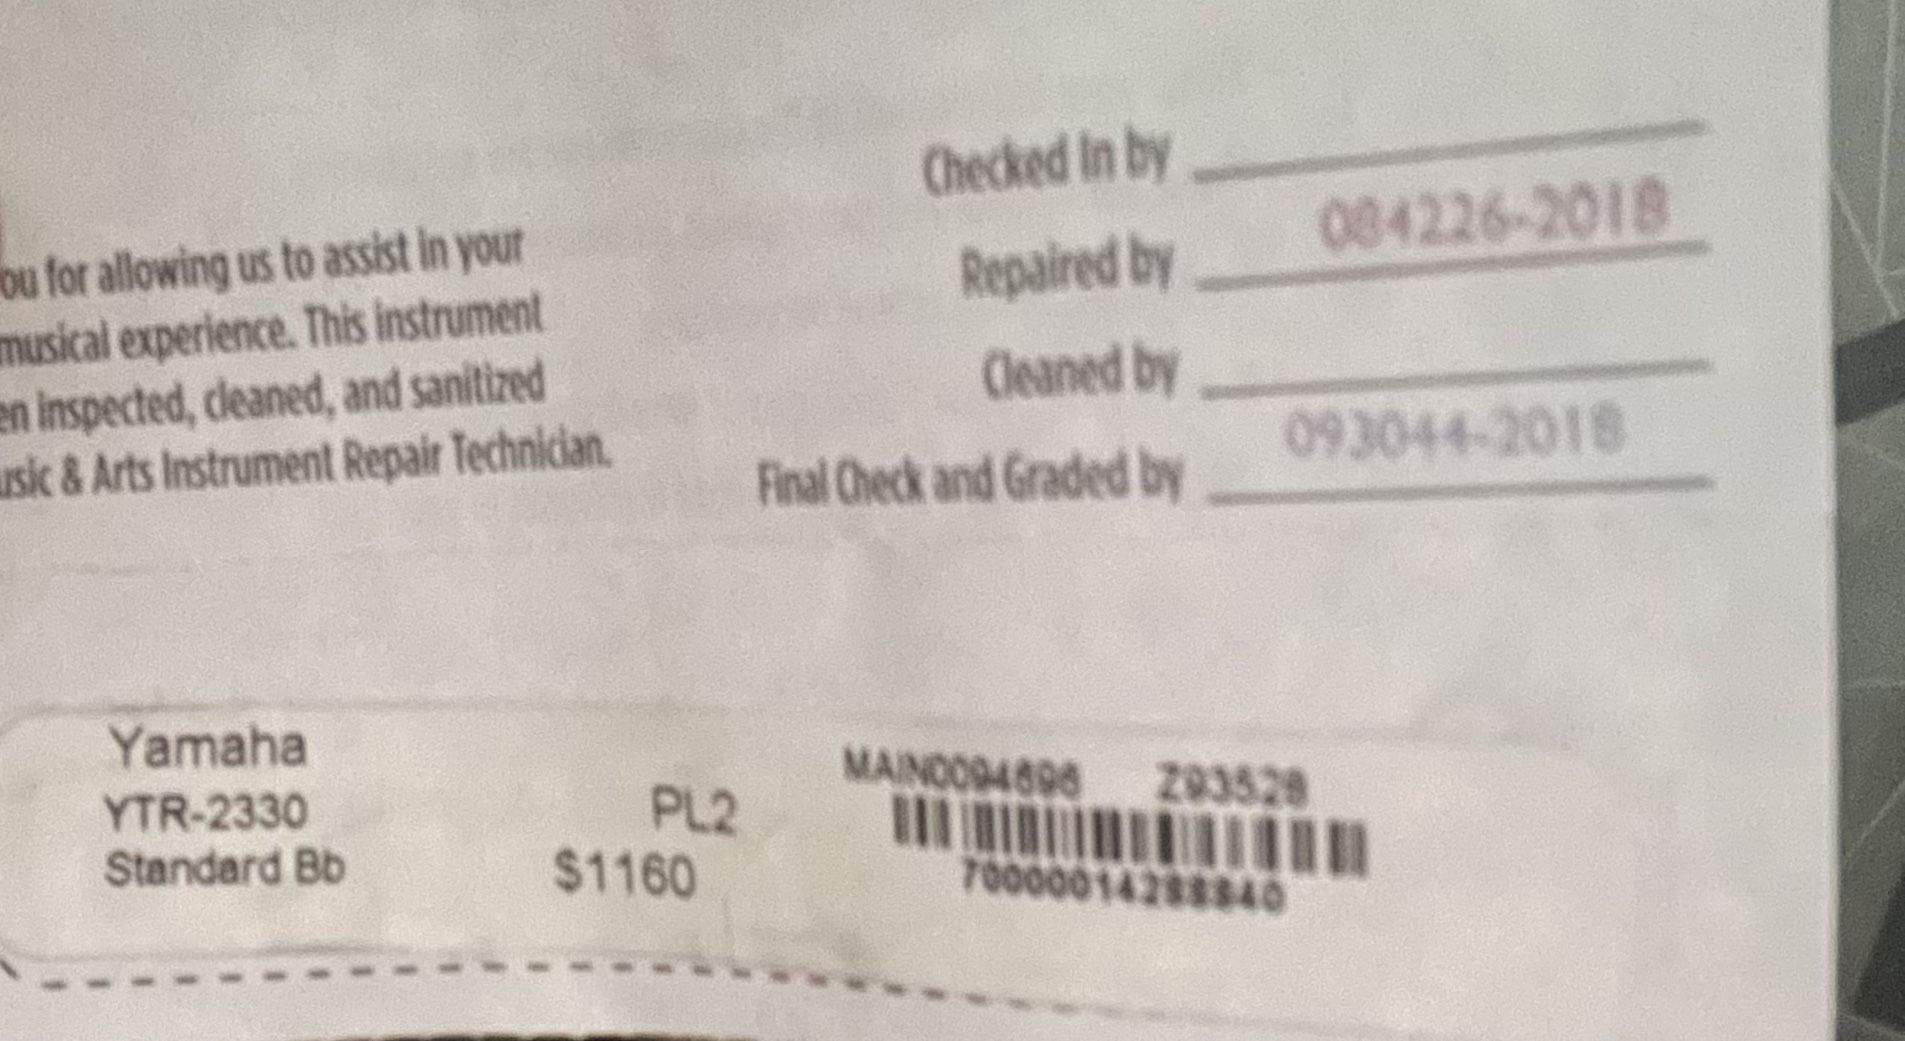 ou for allowing us to assist in your
musical experience. This instrument
en inspected, cleaned, and sanitized
usic & Arts Instrument Repair Technician.
Checked In by
Repaired by 084226-2018
Cleaned by
Final Check and Graded by 093044-2018
Yamaha
YTR-2330
Standard Bb
PL2
$1160
Z93528